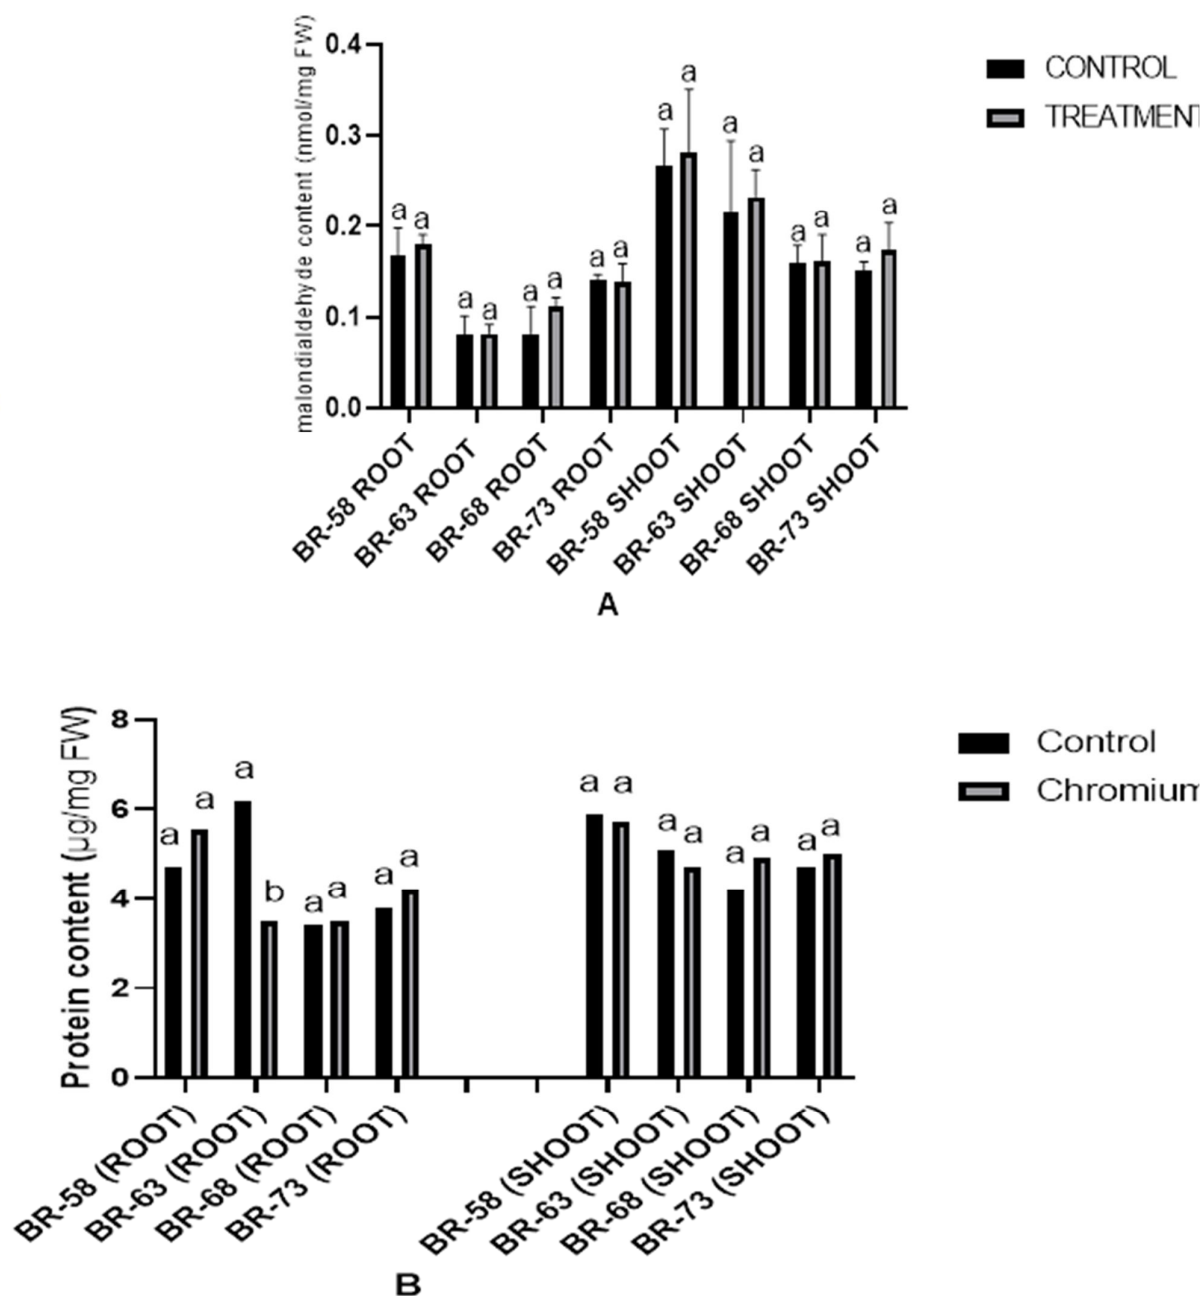 malondialdehyde content (nmol/mg FW)
0.4
0.3
0.2
0.1
0.0
a a a a a a a a a a a a a a a a
BR-58 ROOT
BR-63 ROOT
BR-68 ROOT
BR-73 ROOT
BR-58 SHOOT
BR-63 SHOOT
BR-68 SHOOT
BR-73 SHOOT
CONTROL
TREATMENT
A
Protein content (µg/mg FW)
8
6
4
2
0
a a a b a a a a a a a a a a a a
BR-58 (ROOT)
BR-63 (ROOT)
BR-68 (ROOT)
BR-73 (ROOT)
BR-58 (SHOOT)
BR-63 (SHOOT)
BR-68 (SHOOT)
BR-73 (SHOOT)
Control
Chromium
B